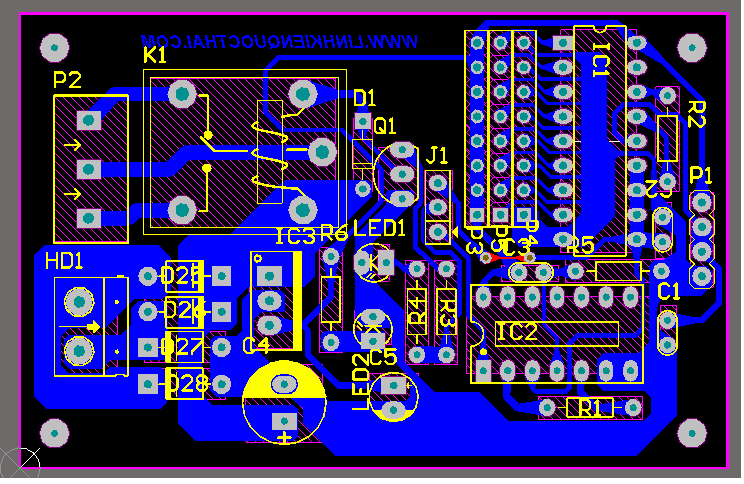 WWW.LINHKIENQUOCTHAI.COM
K1
P2
D1
Q1
IC1
R2
J1
P1
C2
P3
P5
P4
IC3
R6
LED1
C3
R5
HD1
D25
D26
D27
D28
C4
K
K
R4
R3
C1
IC2
C5
LED2
R1
+